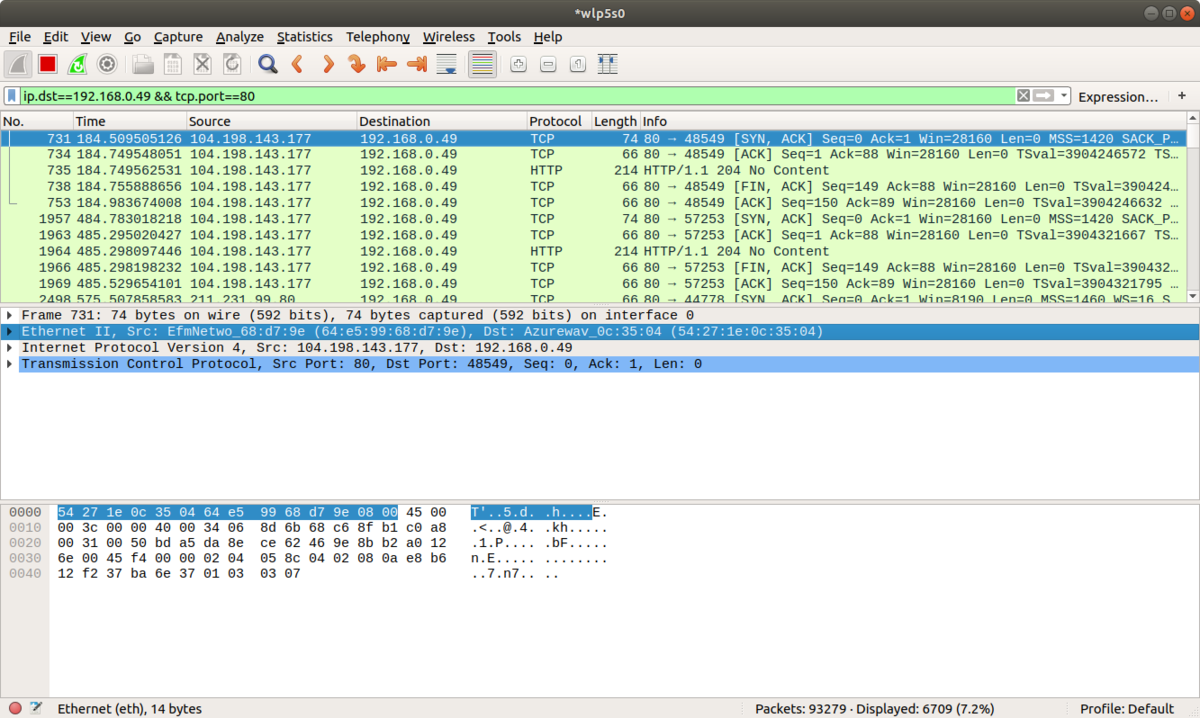 *wlp5s0
File Edit View Go Capture Analyze Statistics Telephony Wireless Tools Help
ip.dst==192.168.0.49 && tcp.port==80 Expression… +
No. Time Source Destination Protocol Length Info
731 184.509505126 104.198.143.177 192.168.0.49 TCP 74 80 → 48549 [SYN, ACK] Seq=0 Ack=1 Win=28160 Len=0 MSS=1420 SACK_P…
734 184.749548051 104.198.143.177 192.168.0.49 TCP 66 80 → 48549 [ACK] Seq=1 Ack=88 Win=28160 Len=0 TSval=3904246572 TS…
735 184.749562531 104.198.143.177 192.168.0.49 HTTP 214 HTTP/1.1 204 No Content
738 184.755888656 104.198.143.177 192.168.0.49 TCP 66 80 → 48549 [FIN, ACK] Seq=149 Ack=88 Win=28160 Len=0 TSval=390424…
753 184.983674008 104.198.143.177 192.168.0.49 TCP 66 80 → 48549 [ACK] Seq=150 Ack=89 Win=28160 Len=0 TSval=3904246632 …
1957 484.783018218 104.198.143.177 192.168.0.49 TCP 74 80 → 57253 [SYN, ACK] Seq=0 Ack=1 Win=28160 Len=0 MSS=1420 SACK_P…
1963 485.295020427 104.198.143.177 192.168.0.49 TCP 66 80 → 57253 [ACK] Seq=1 Ack=88 Win=28160 Len=0 TSval=3904321667 TS…
1964 485.298097446 104.198.143.177 192.168.0.49 HTTP 214 HTTP/1.1 204 No Content
1966 485.298198232 104.198.143.177 192.168.0.49 TCP 66 80 → 57253 [FIN, ACK] Seq=149 Ack=88 Win=28160 Len=0 TSval=390432…
1969 485.529654101 104.198.143.177 192.168.0.49 TCP 66 80 → 57253 [ACK] Seq=150 Ack=89 Win=28160 Len=0 TSval=3904321795 …
2498 575.507858583 211.231.99.80 192.168.0.49 TCP 66 80 → 44778 [SYN, ACK] Seq=0 Ack=1 Win=8190 Len=0 MSS=1460 WS=16 S…
Frame 731: 74 bytes on wire (592 bits), 74 bytes captured (592 bits) on interface 0
Ethernet II, Src: EfmNetwo_68:d7:9e (64:e5:99:68:d7:9e), Dst: Azurewav_0c:35:04 (54:27:1e:0c:35:04)
Internet Protocol Version 4, Src: 104.198.143.177, Dst: 192.168.0.49
Transmission Control Protocol, Src Port: 80, Dst Port: 48549, Seq: 0, Ack: 1, Len: 0
0000 54 27 1e 0c 35 04 64 e5 99 68 d7 9e 08 00 45 00 T'..5.d. .h....E.
0010 00 3c 00 00 40 00 34 06 8d 6b 68 c6 8f b1 c0 a8 .<..@.4. .kh.....
0020 00 31 00 50 bd a5 da 8e ce 62 46 9e 8b b2 a0 12 .1.P.... .bF.....
0030 6e 00 45 f4 00 00 02 04 05 8c 04 02 08 0a e8 b6 n.E..... ........
0040 12 f2 37 ba 6e 37 01 03 03 07 ..7.n7.. ..
Ethernet (eth), 14 bytes Packets: 93279 · Displayed: 6709 (7.2%) Profile: Default